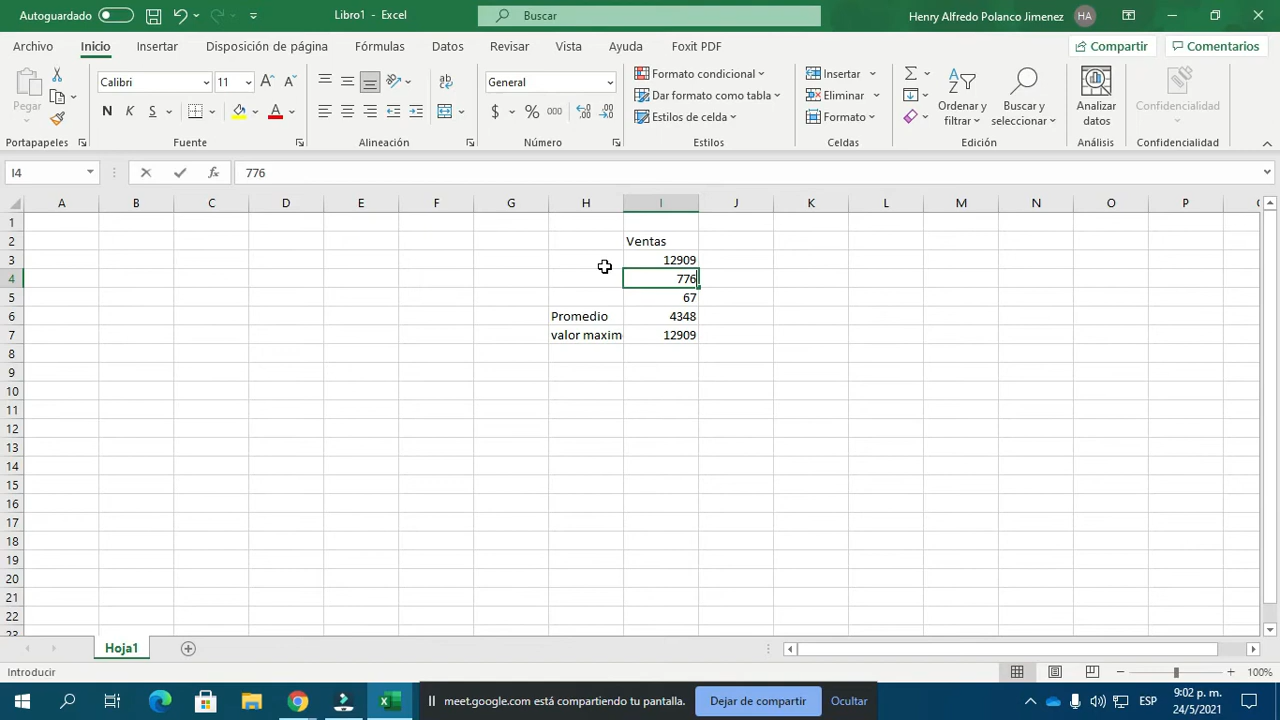 Autoguardado
Libro1 - Excel
Buscar
Henry Alfredo Polanco Jimenez
HA
Archivo Inicio Insertar Disposición de página Fórmulas Datos Revisar Vista Ayuda Foxit PDF
Compartir
Comentarios
Pegar
Portapapeles
Calibri
11
N K S
Fuente
Alineación
General
$ % 000
Número
Formato condicional
Dar formato como tabla
Estilos de celda
Estilos
Insertar
Eliminar
Formato
Celdas
Ordenar y filtrar
Buscar y seleccionar
Edición
Analizar datos
Análisis
Confidencialidad
Confidencialidad
I4
fx
776
A B C D E F G H I J K L M N O P
1
2 Ventas
3 12909
4 776
5 67
6 Promedio 4348
7 valor maxim 12909
8
9
10
11
12
13
14
15
16
17
18
19
20
21
22
23
Hoja1
Introducir
100%
meet.google.com está compartiendo tu pantalla.
Dejar de compartir
Ocultar
ESP
9:02 p. m.
24/5/2021